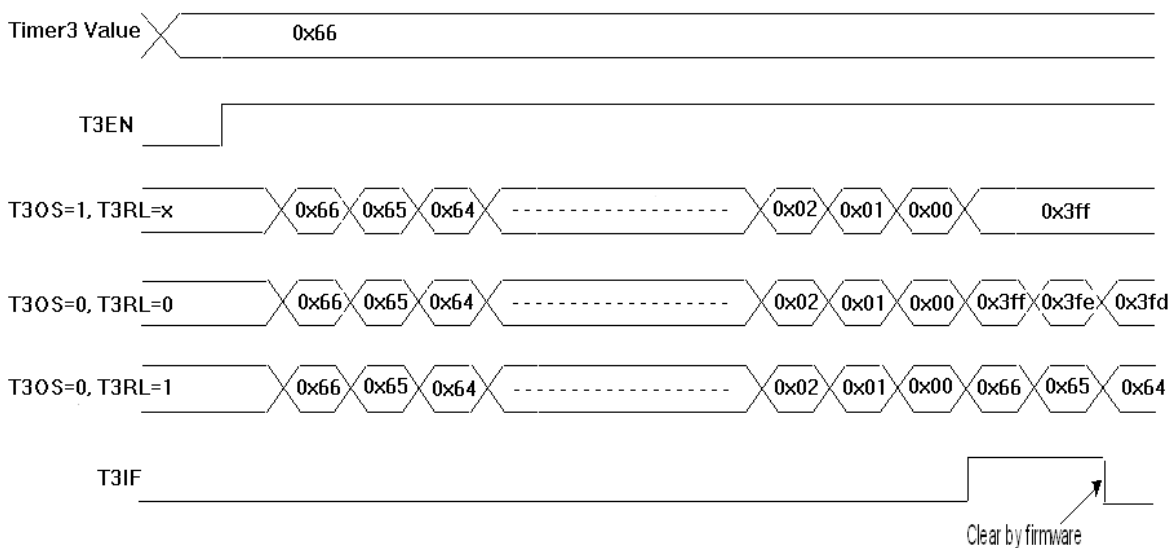 Timer3 Value 0x66
T3EN
T3OS=1, T3RL=x 0x66 0x65 0x64 0x02 0x01 0x00 0x3ff
T3OS=0, T3RL=0 0x66 0x65 0x64 0x02 0x01 0x00 0x3ff 0x3fe 0x3fd
T3OS=0, T3RL=1 0x66 0x65 0x64 0x02 0x01 0x00 0x66 0x65 0x64
T3IF
Clear by firmware